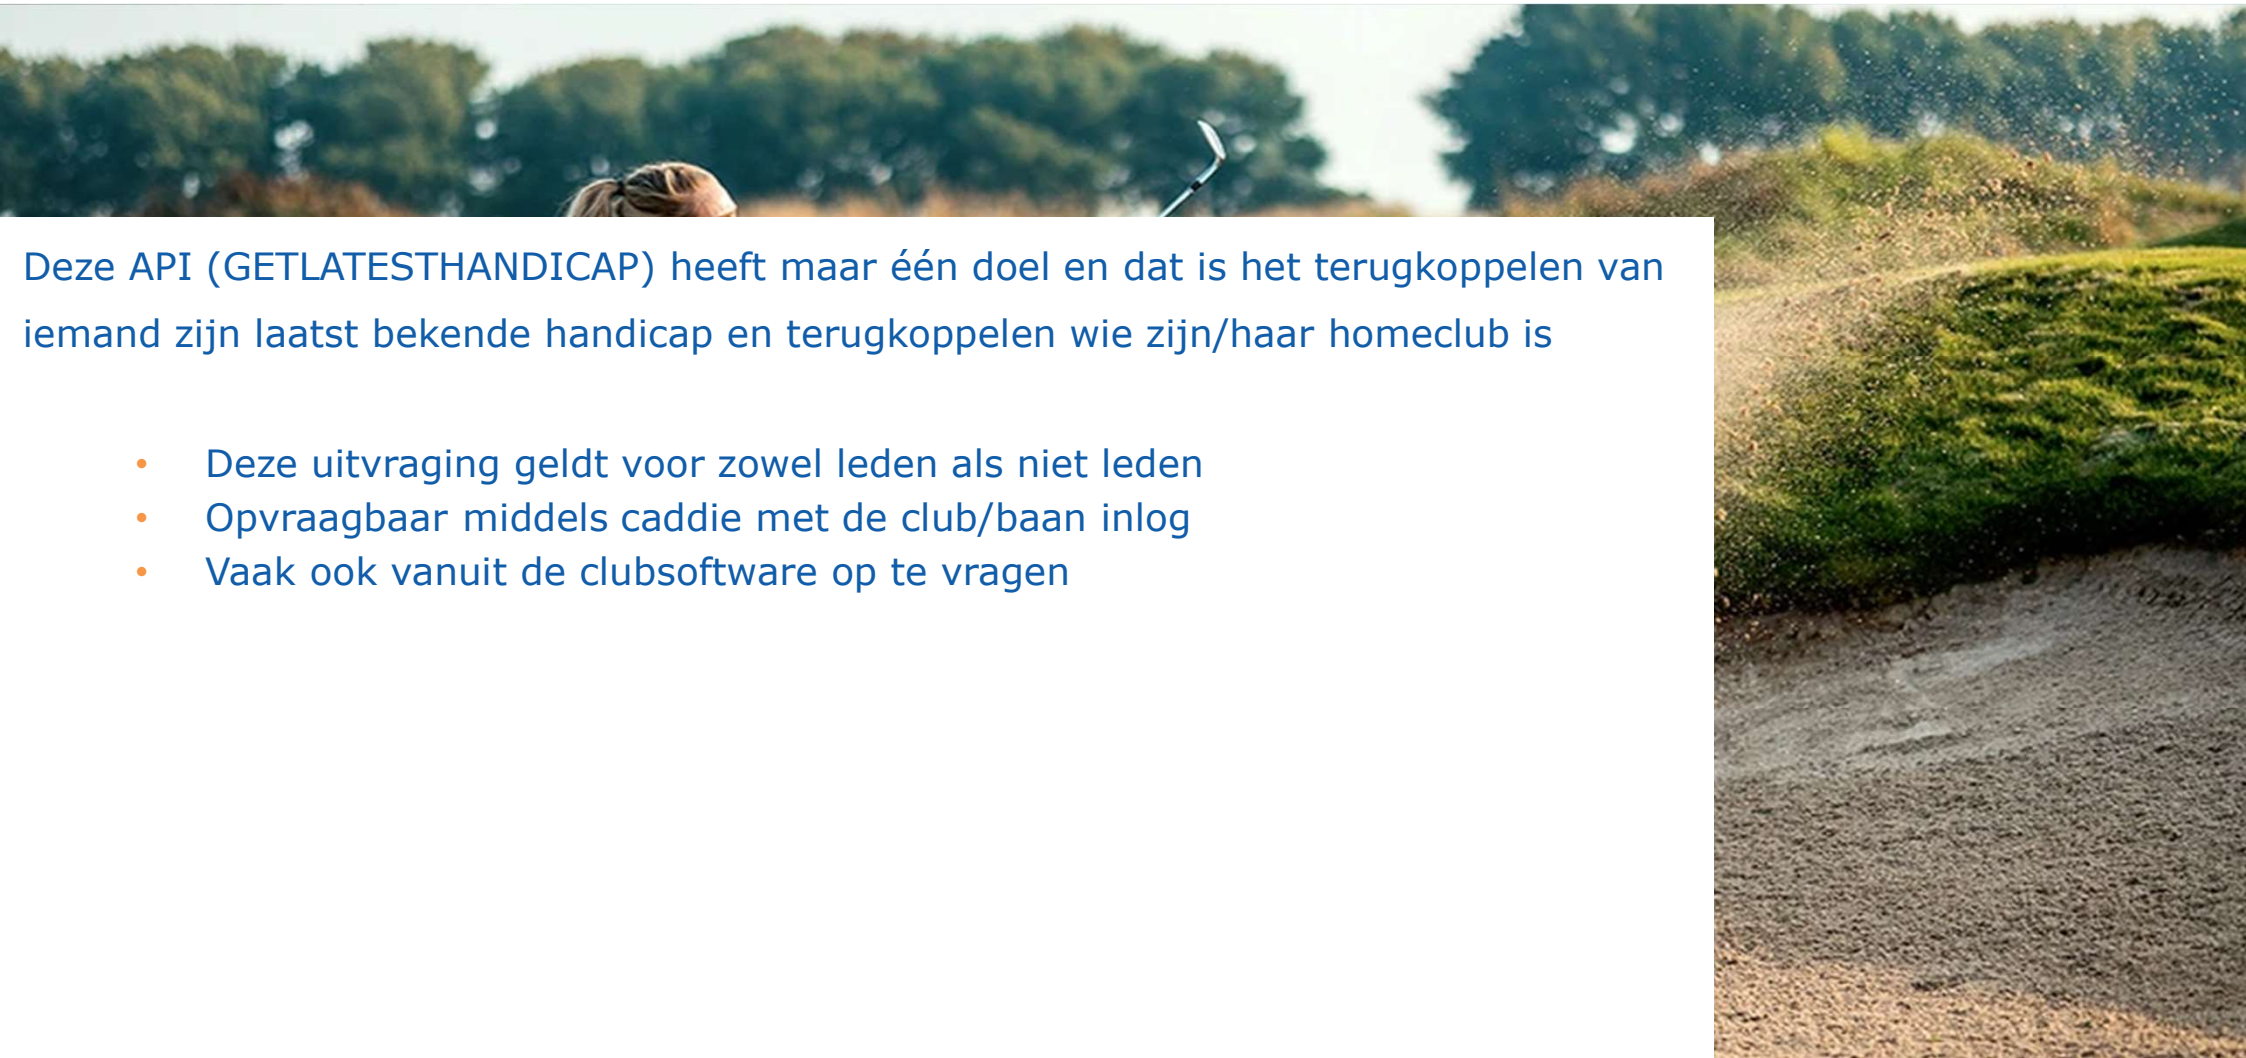 Deze API (GETLATESTHANDICAP) heeft maar één doel en dat is het terugkoppelen van
iemand zijn laatst bekende handicap en terugkoppelen wie zijn/haar homeclub is
• Deze uitvraging geldt voor zowel leden als niet leden
• Opvraagbaar middels caddie met de club/baan inlog
• Vaak ook vanuit de clubsoftware op te vragen